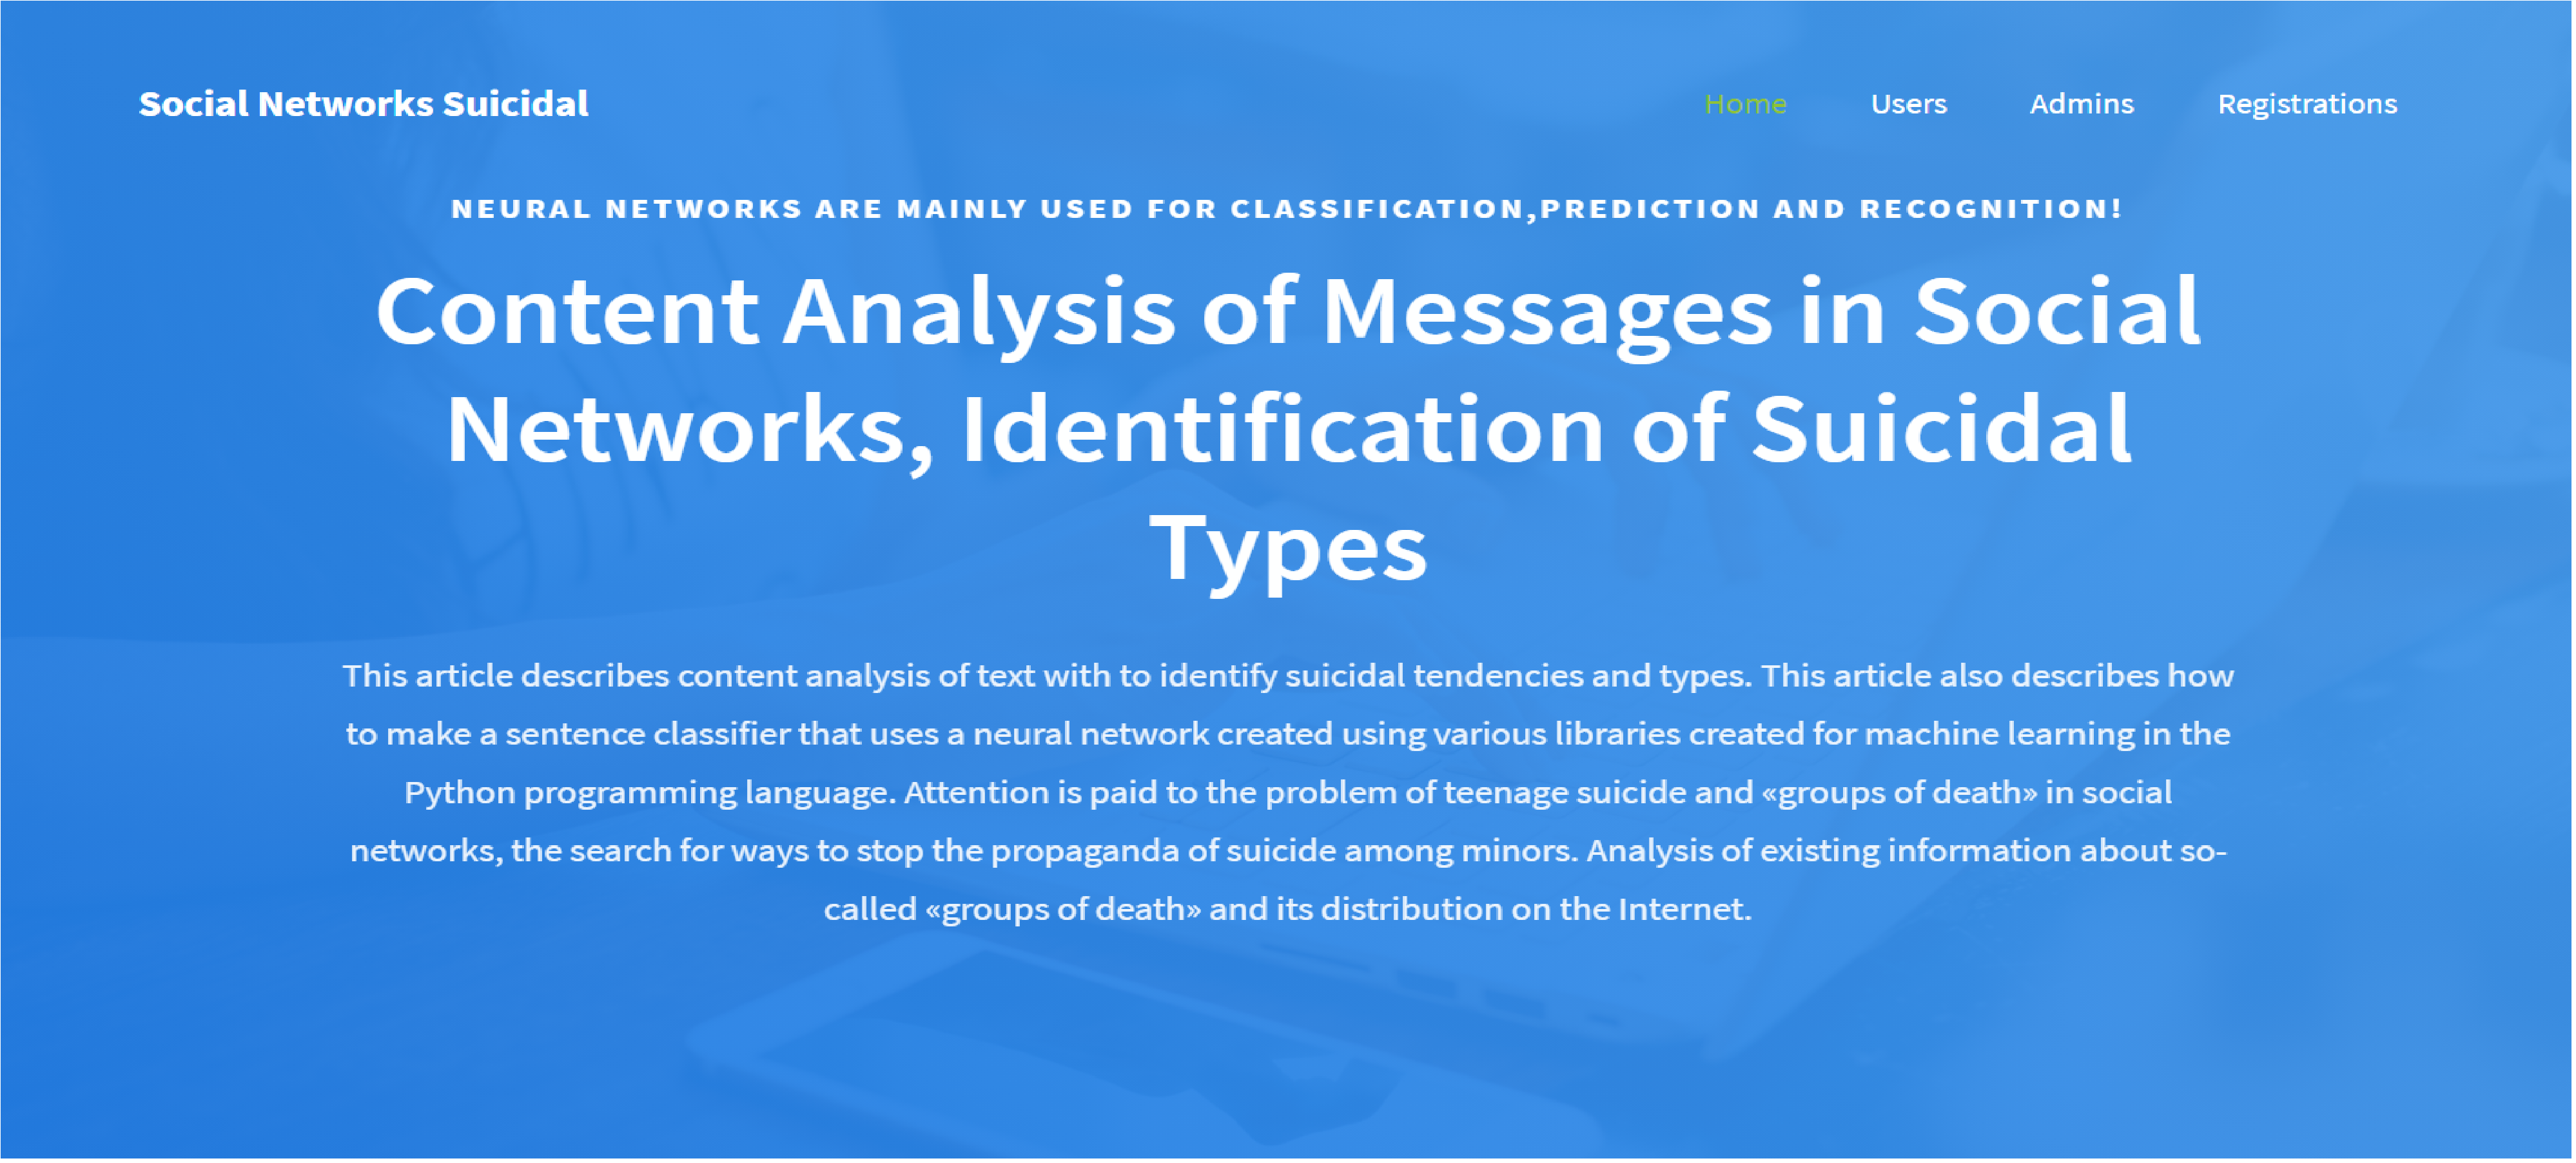 Social Networks Suicidal
Home Users Admins Registrations
NEURAL NETWORKS ARE MAINLY USED FOR CLASSIFICATION,PREDICTION AND RECOGNITION!
Content Analysis of Messages in Social
Networks, Identification of Suicidal
Types
This article describes content analysis of text with to identify suicidal tendencies and types. This article also describes how
to make a sentence classifier that uses a neural network created using various libraries created for machine learning in the
Python programming language. Attention is paid to the problem of teenage suicide and «groups of death» in social
networks, the search for ways to stop the propaganda of suicide among minors. Analysis of existing information about so-
called «groups of death» and its distribution on the Internet.